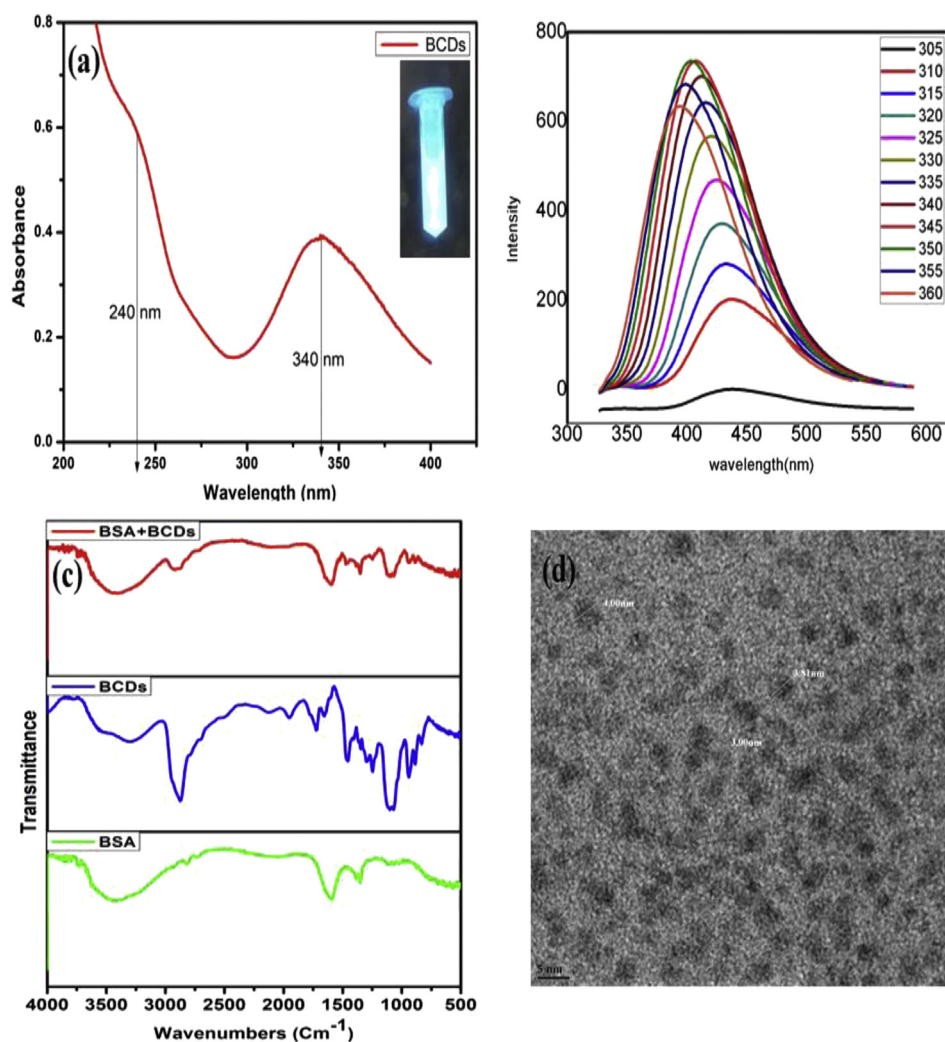 (a)
BCDs
0.8
0.6
0.4
0.2
0.0
Absorbance
240 nm
340 nm
200 250 300 350 400
Wavelength (nm)
800
600
400
200
0
Intensity
305
310
315
320
325
330
335
340
345
350
355
360
300 350 400 450 500 550 600
wavelength(nm)
(c)
BSA+BCDs
BCDs
BSA
Transmittance
4000 3500 3000 2500 2000 1500 1000 500
Wavenumbers (Cm⁻¹)
(d)
4.00nm
3.81nm
3.00nm
5 nm